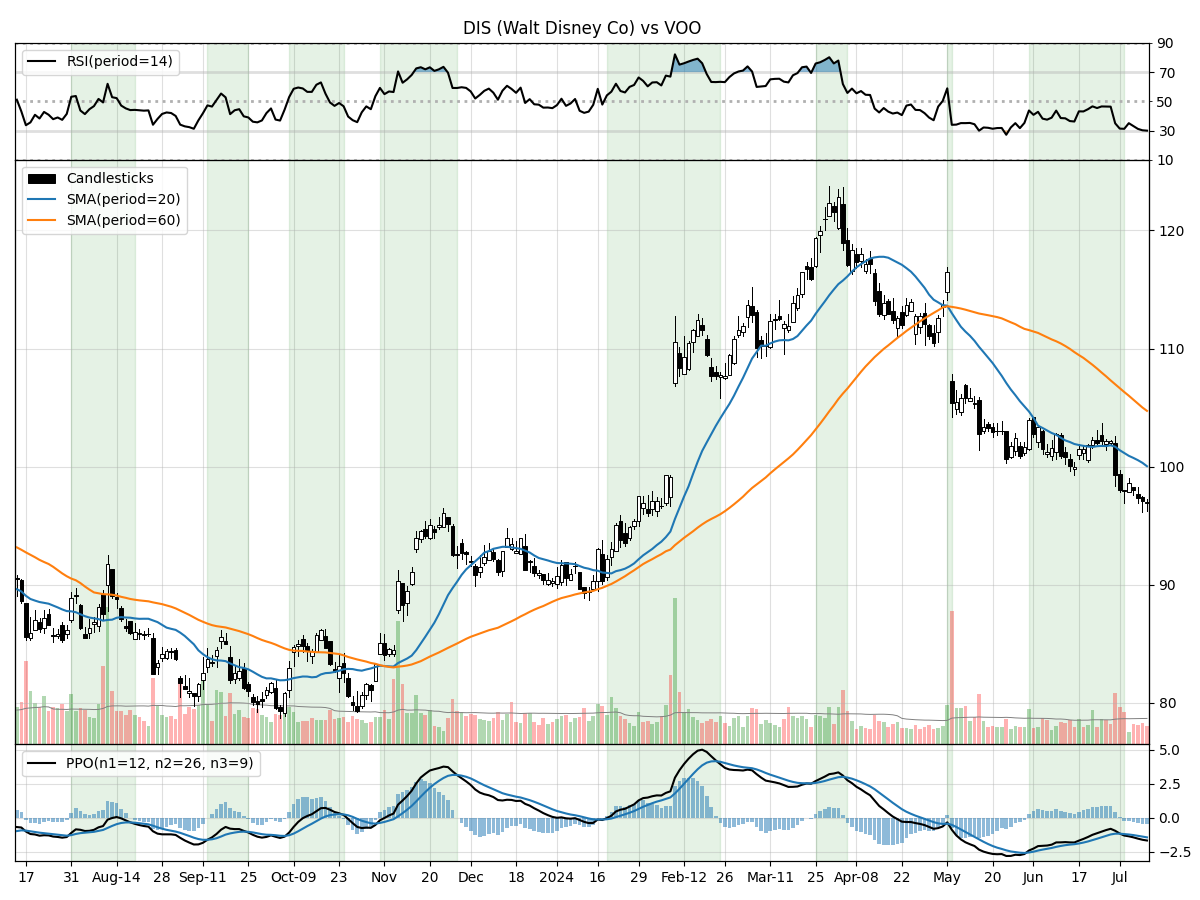 DIS (Walt Disney Co) vs VOO
RSI(period=14)
90
70
50
30
10
Candlesticks
SMA(period=20)
SMA(period=60)
120
110
100
90
80
PPO(n1=12, n2=26, n3=9)
5.0
2.5
0.0
−2.5
17 31 Aug-14 28 Sep-11 25 Oct-09 23 Nov 20 Dec 18 2024 16 29 Feb-12 26 Mar-11 25 Apr-08 22 May 20 Jun 17 Jul